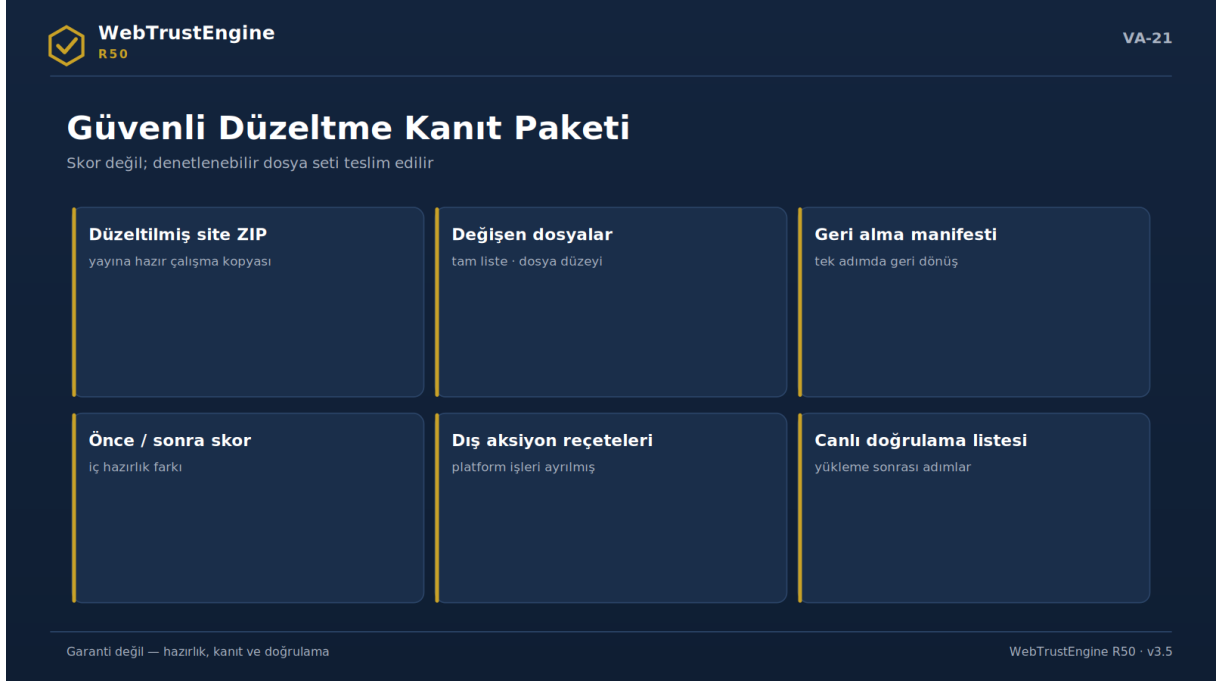 WebTrustEngine
R50
VA-21
Güvenli Düzeltme Kanıt Paketi
Skor değil; denetlenebilir dosya seti teslim edilir
Düzeltilmiş site ZIP
yayına hazır çalışma kopyası
Değişen dosyalar
tam liste · dosya düzeyi
Geri alma manifesti
tek adımda geri dönüş
Önce / sonra skor
iç hazırlık farkı
Dış aksiyon reçeteleri
platform işleri ayrılmış
Canlı doğrulama listesi
yükleme sonrası adımlar
Garanti değil — hazırlık, kanıt ve doğrulama
WebTrustEngine R50 · v3.5